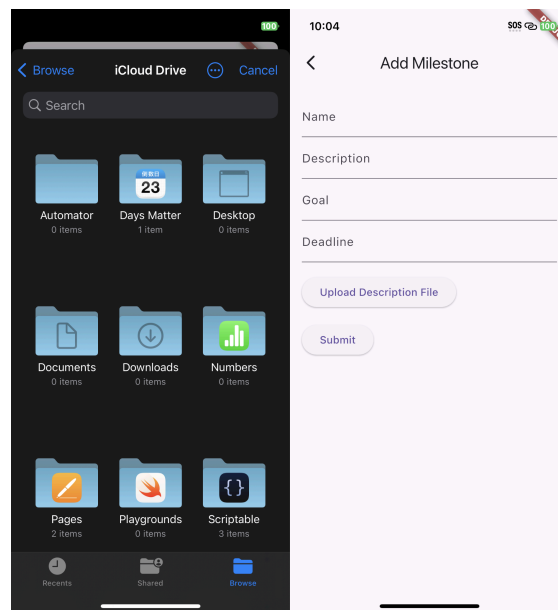 100
Browse
iCloud Drive
Cancel
Search
23
Automator
Days Matter
Desktop
0 items
1 item
0 items
Documents
Downloads
Numbers
0 items
0 items
0 items
Pages
Playgrounds
Scriptable
2 items
0 items
3 items
Recents
Shared
Browse
10:04
SOS
100
Add Milestone
Name
Description
Goal
Deadline
Upload Description File
Submit